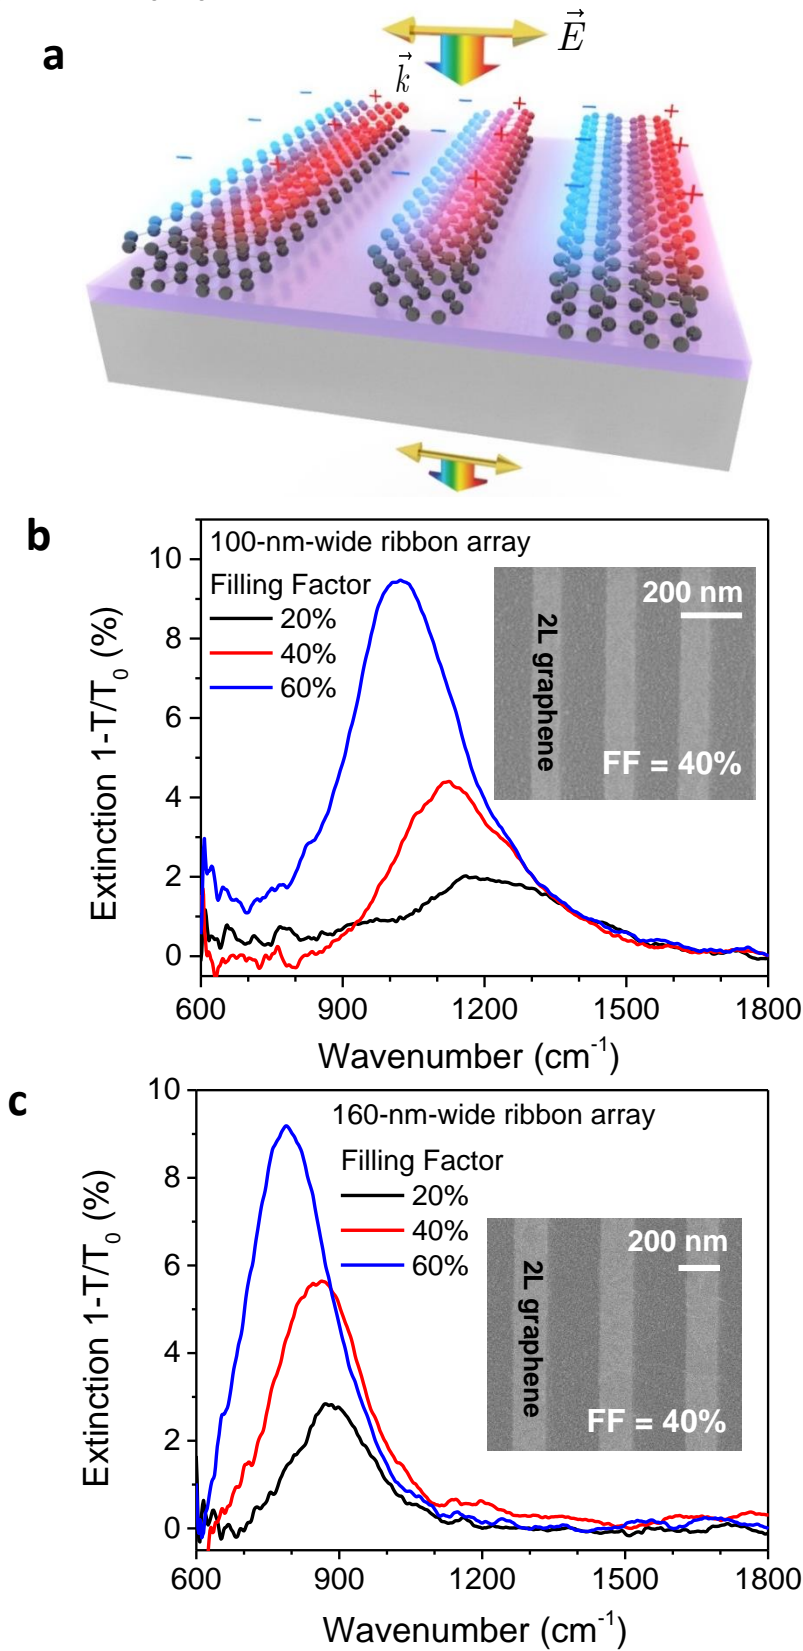 a
E
k
b
100-nm-wide ribbon array
Filling Factor
20%
40%
60%
200 nm
2L graphene
FF = 40%
Extinction 1-T/T₀ (%)
10
8
6
4
2
0
600 900 1200 1500 1800
Wavenumber (cm⁻¹)
c
160-nm-wide ribbon array
Filling Factor
20%
40%
60%
200 nm
2L graphene
FF = 40%
Extinction 1-T/T₀ (%)
10
8
6
4
2
0
600 900 1200 1500 1800
Wavenumber (cm⁻¹)